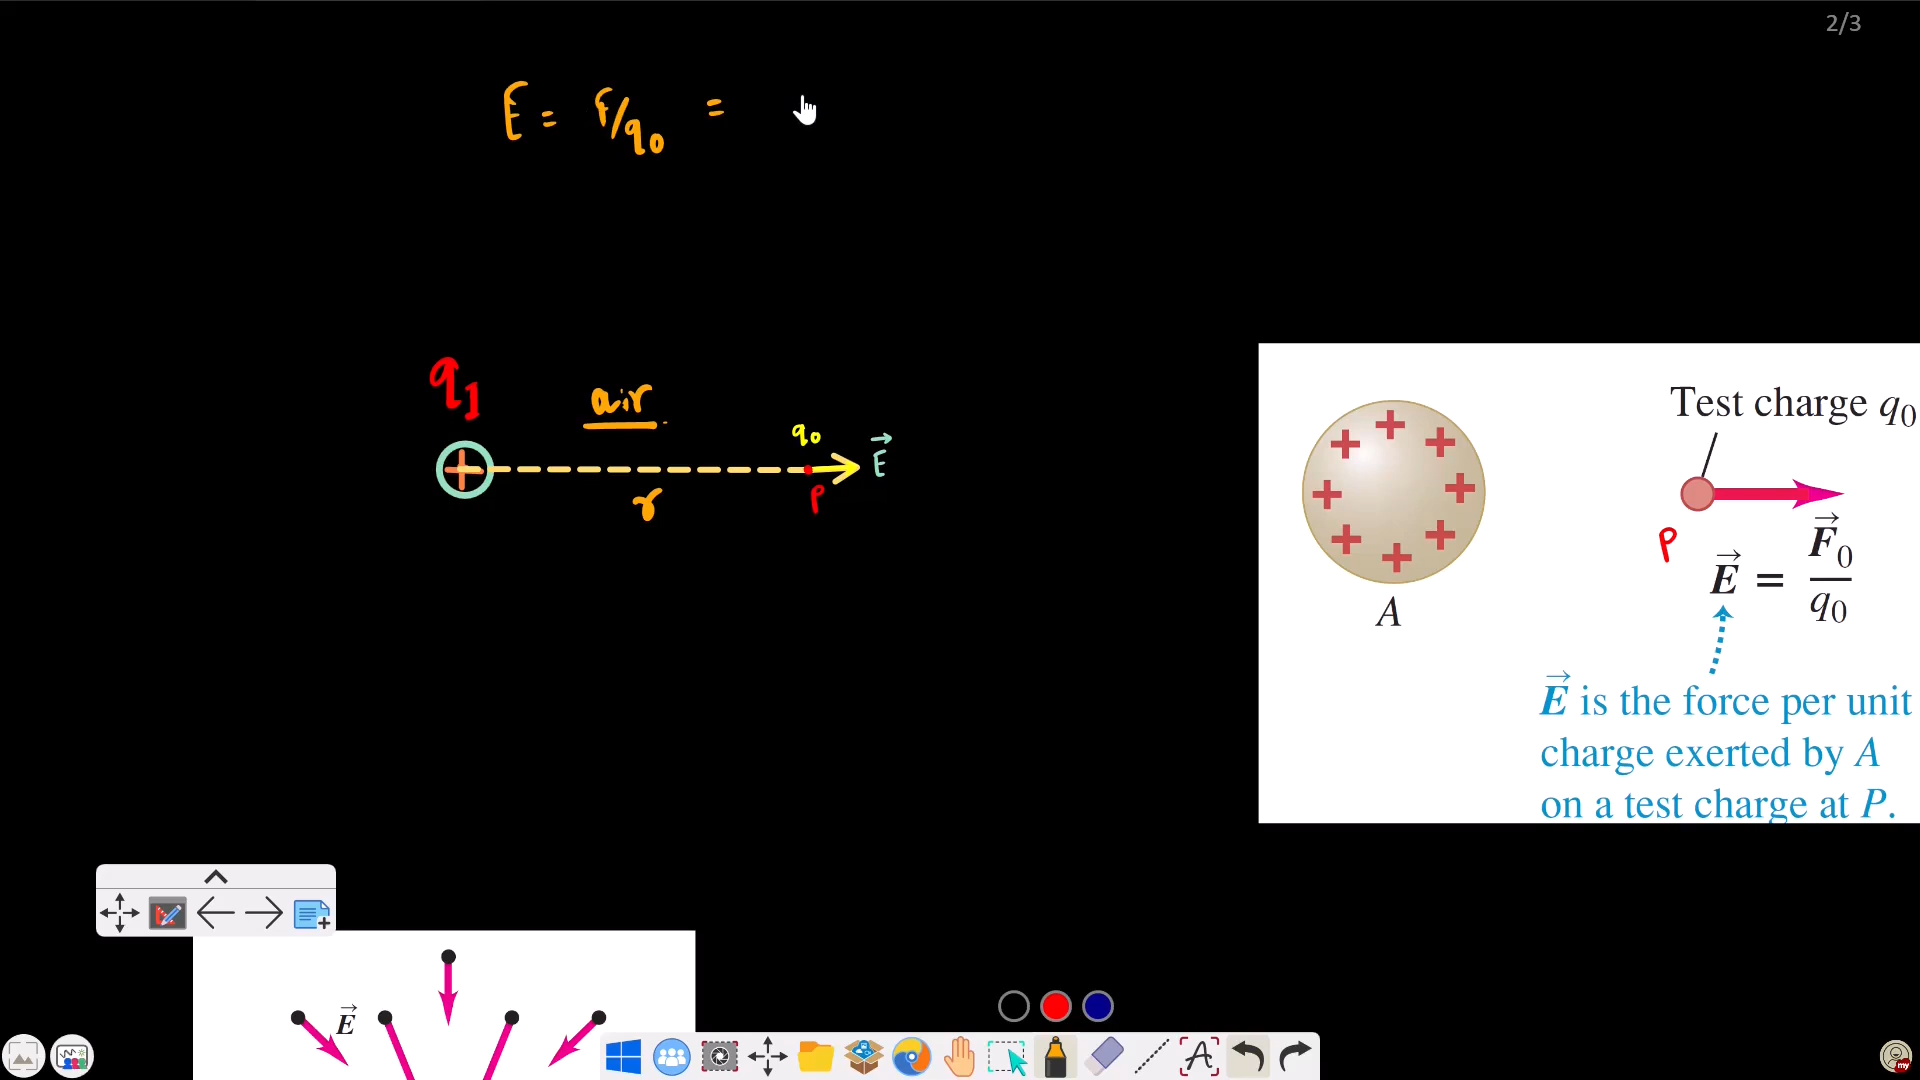 2/3
E = F/q0 =
q1
air
q0
E
r
P
Test charge q0
P
E = F0/q0
A
E is the force per unit
charge exerted by A
on a test charge at P.
E
A
my